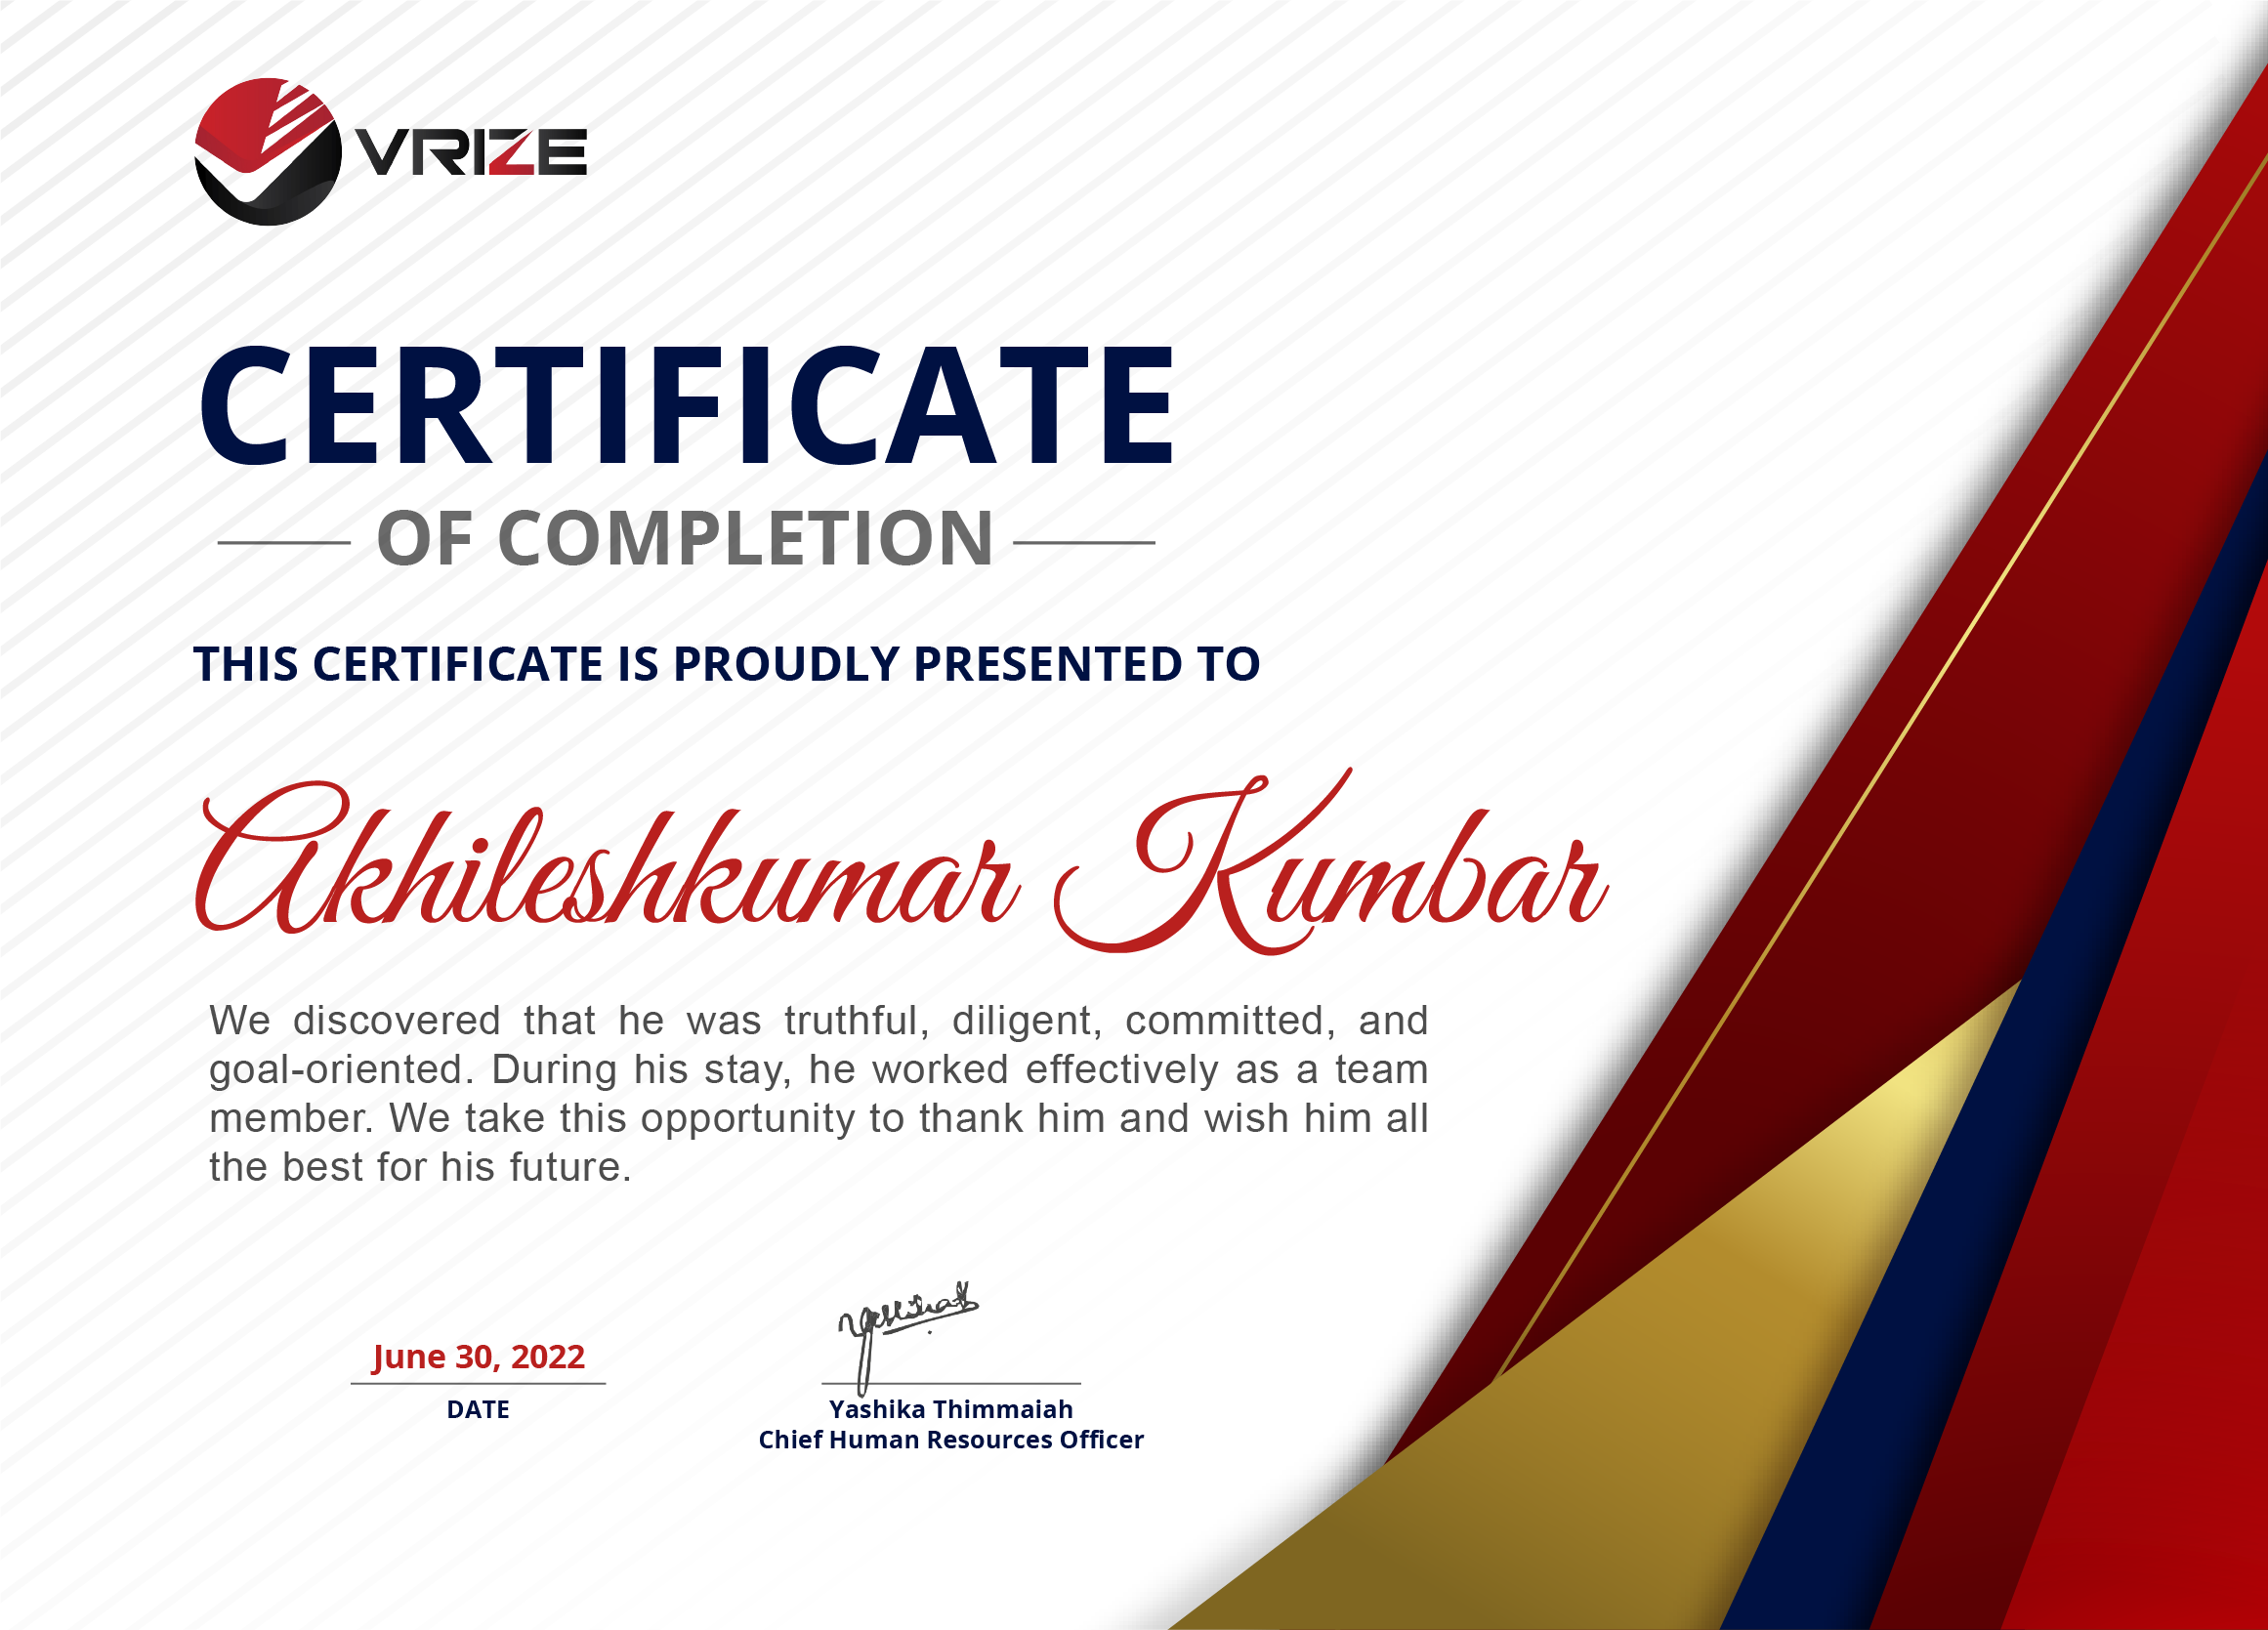 VRIZE
CERTIFICATE
OF COMPLETION
THIS CERTIFICATE IS PROUDLY PRESENTED TO
Akhileshkumar Kumbar
We discovered that he was truthful, diligent, committed, and
goal-oriented. During his stay, he worked effectively as a team
member. We take this opportunity to thank him and wish him all
the best for his future.
June 30, 2022
DATE
Yashika Thimmaiah
Chief Human Resources Officer